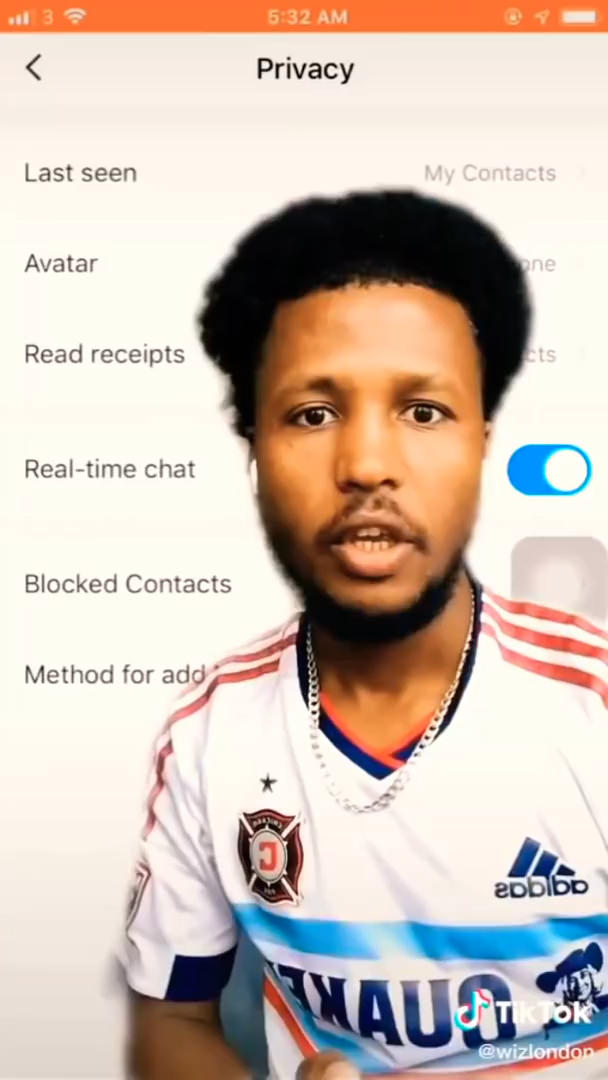 3
5:32 AM
Privacy
Last seen
My Contacts
Avatar
Read receipts
Real-time chat
Blocked Contacts
Method for add
adidas
QUAKE
TikTok
@wizlondon